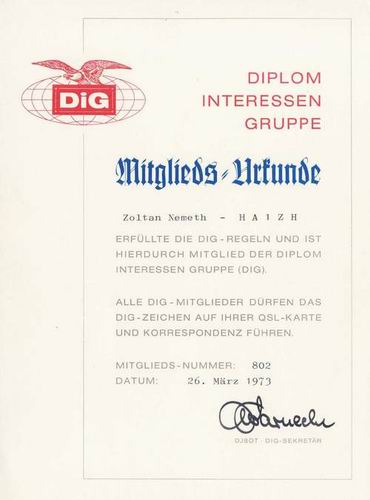 DiG
DIPLOM
INTERESSEN
GRUPPE
Mitglieds-Urkunde
Zoltan Nemeth - HA1ZH
ERFÜLLTE DIE DIG-REGELN UND IST
HIERDURCH MITGLIED DER DIPLOM
INTERESSEN GRUPPE (DIG).
ALLE DIG-MITGLIEDER DÜRFEN DAS
DIG-ZEICHEN AUF IHRER QSL-KARTE
UND KORRESPONDENZ FÜHREN.
MITGLIEDS-NUMMER: 802
DATUM: 26. März 1973
DJ8OT · DIG-SEKRETÄR